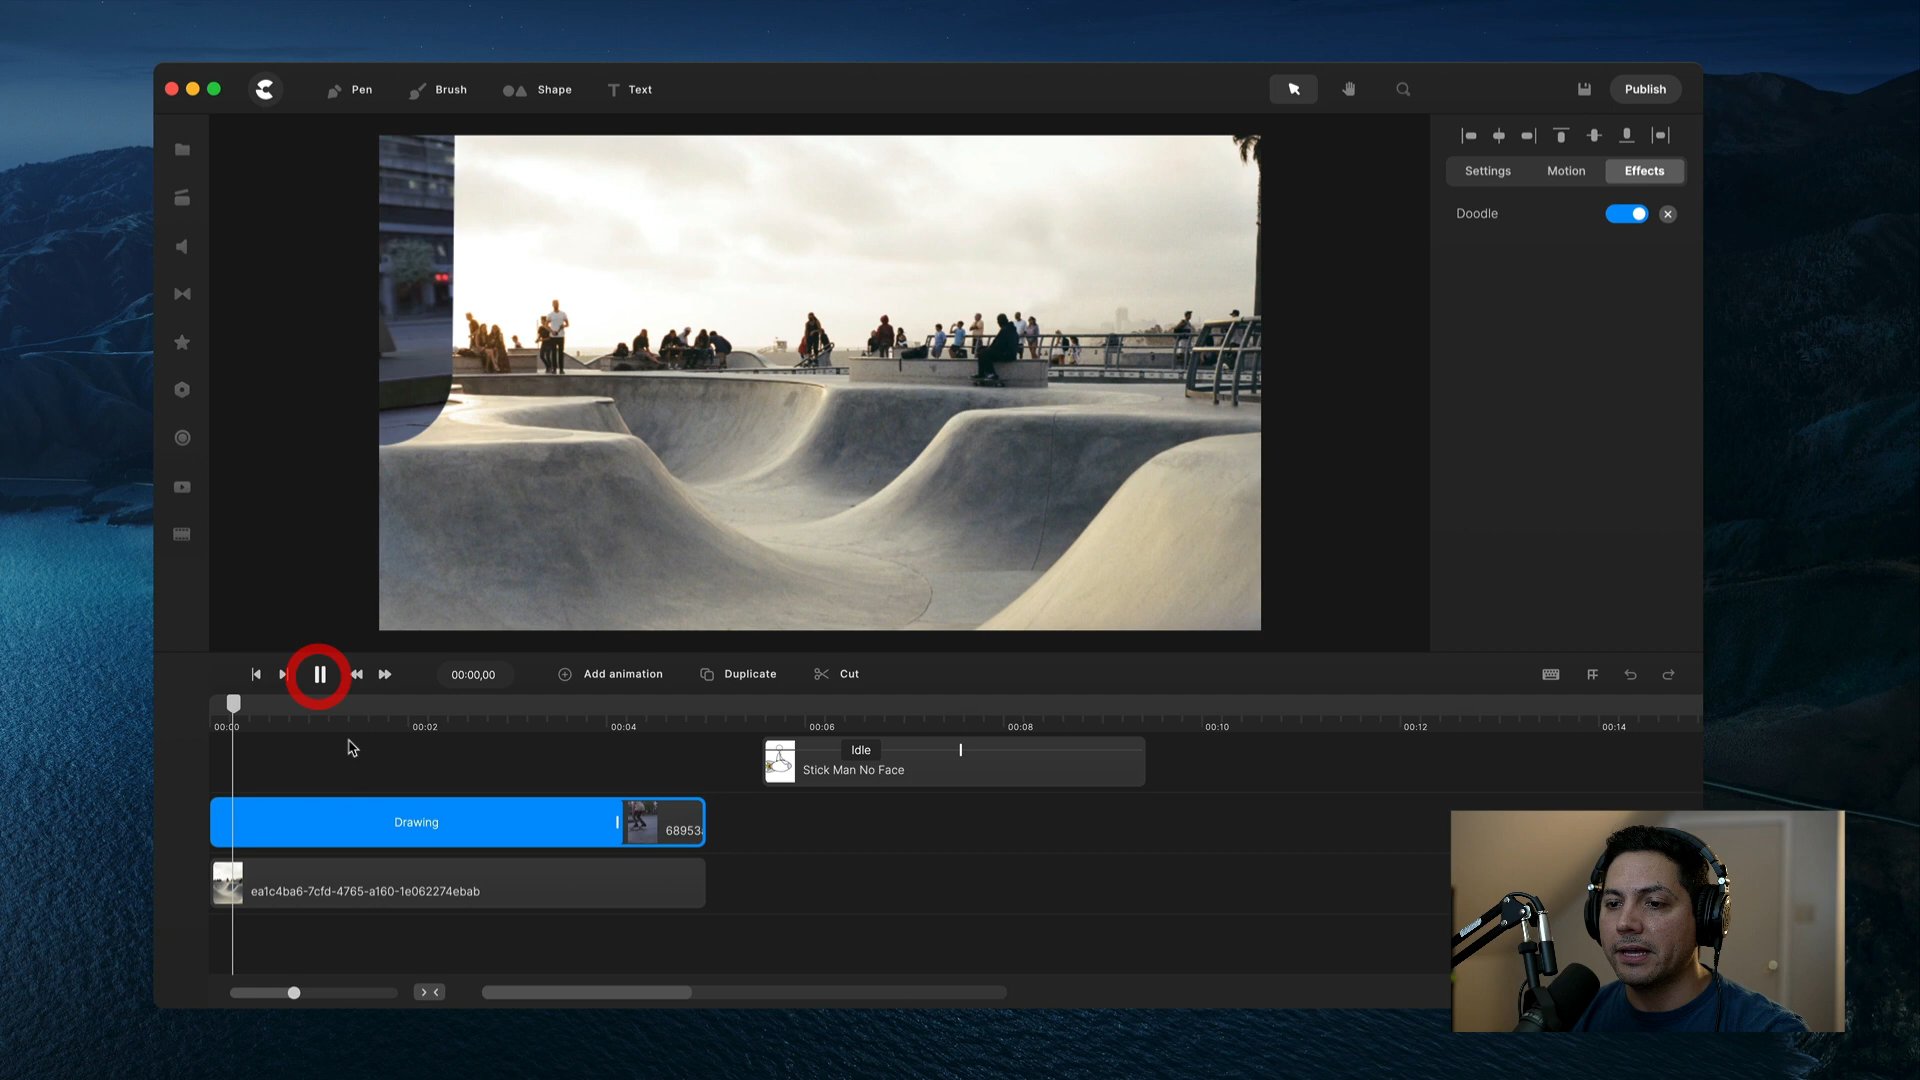 Pen
Brush
Shape
Text
Publish
Settings
Motion
Effects
Doodle
00:00,00
Add animation
Duplicate
Cut
00:00
00:02
00:04
00:06
00:08
00:10
00:12
00:14
Idle
Stick Man No Face
Drawing
ea1c4ba6-7cfd-4765-a160-1e062274ebab